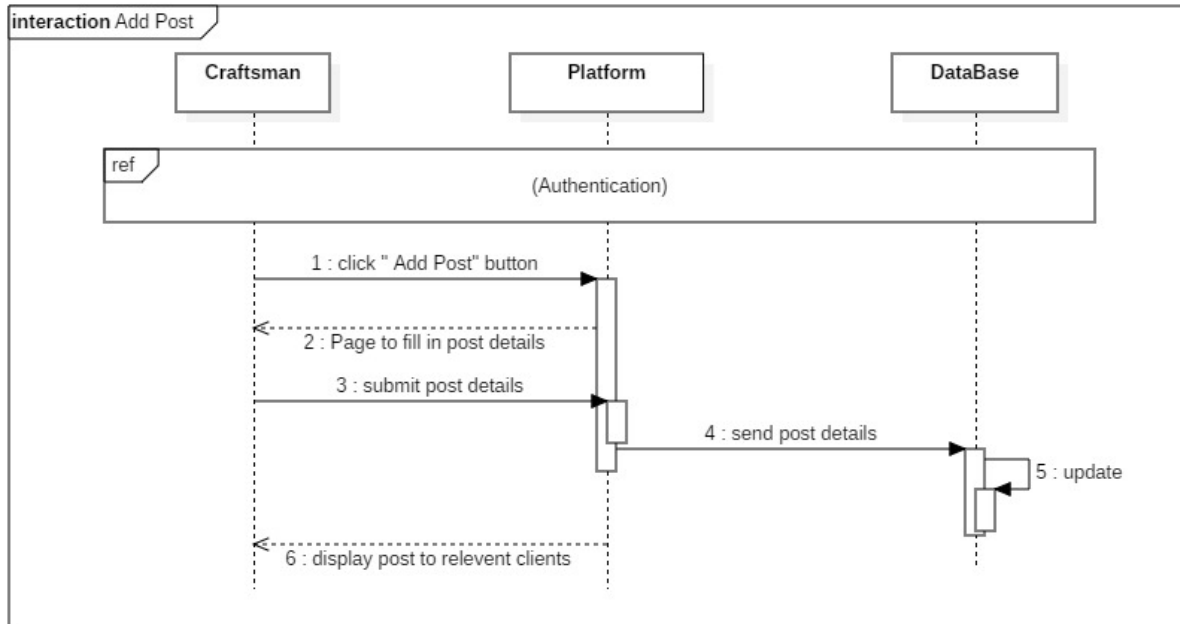 interaction Add Post
Craftsman
Platform
DataBase
ref
(Authentication)
1 : click " Add Post" button
2 : Page to fill in post details
3 : submit post details
4 : send post details
5 : update
6 : display post to relevent clients